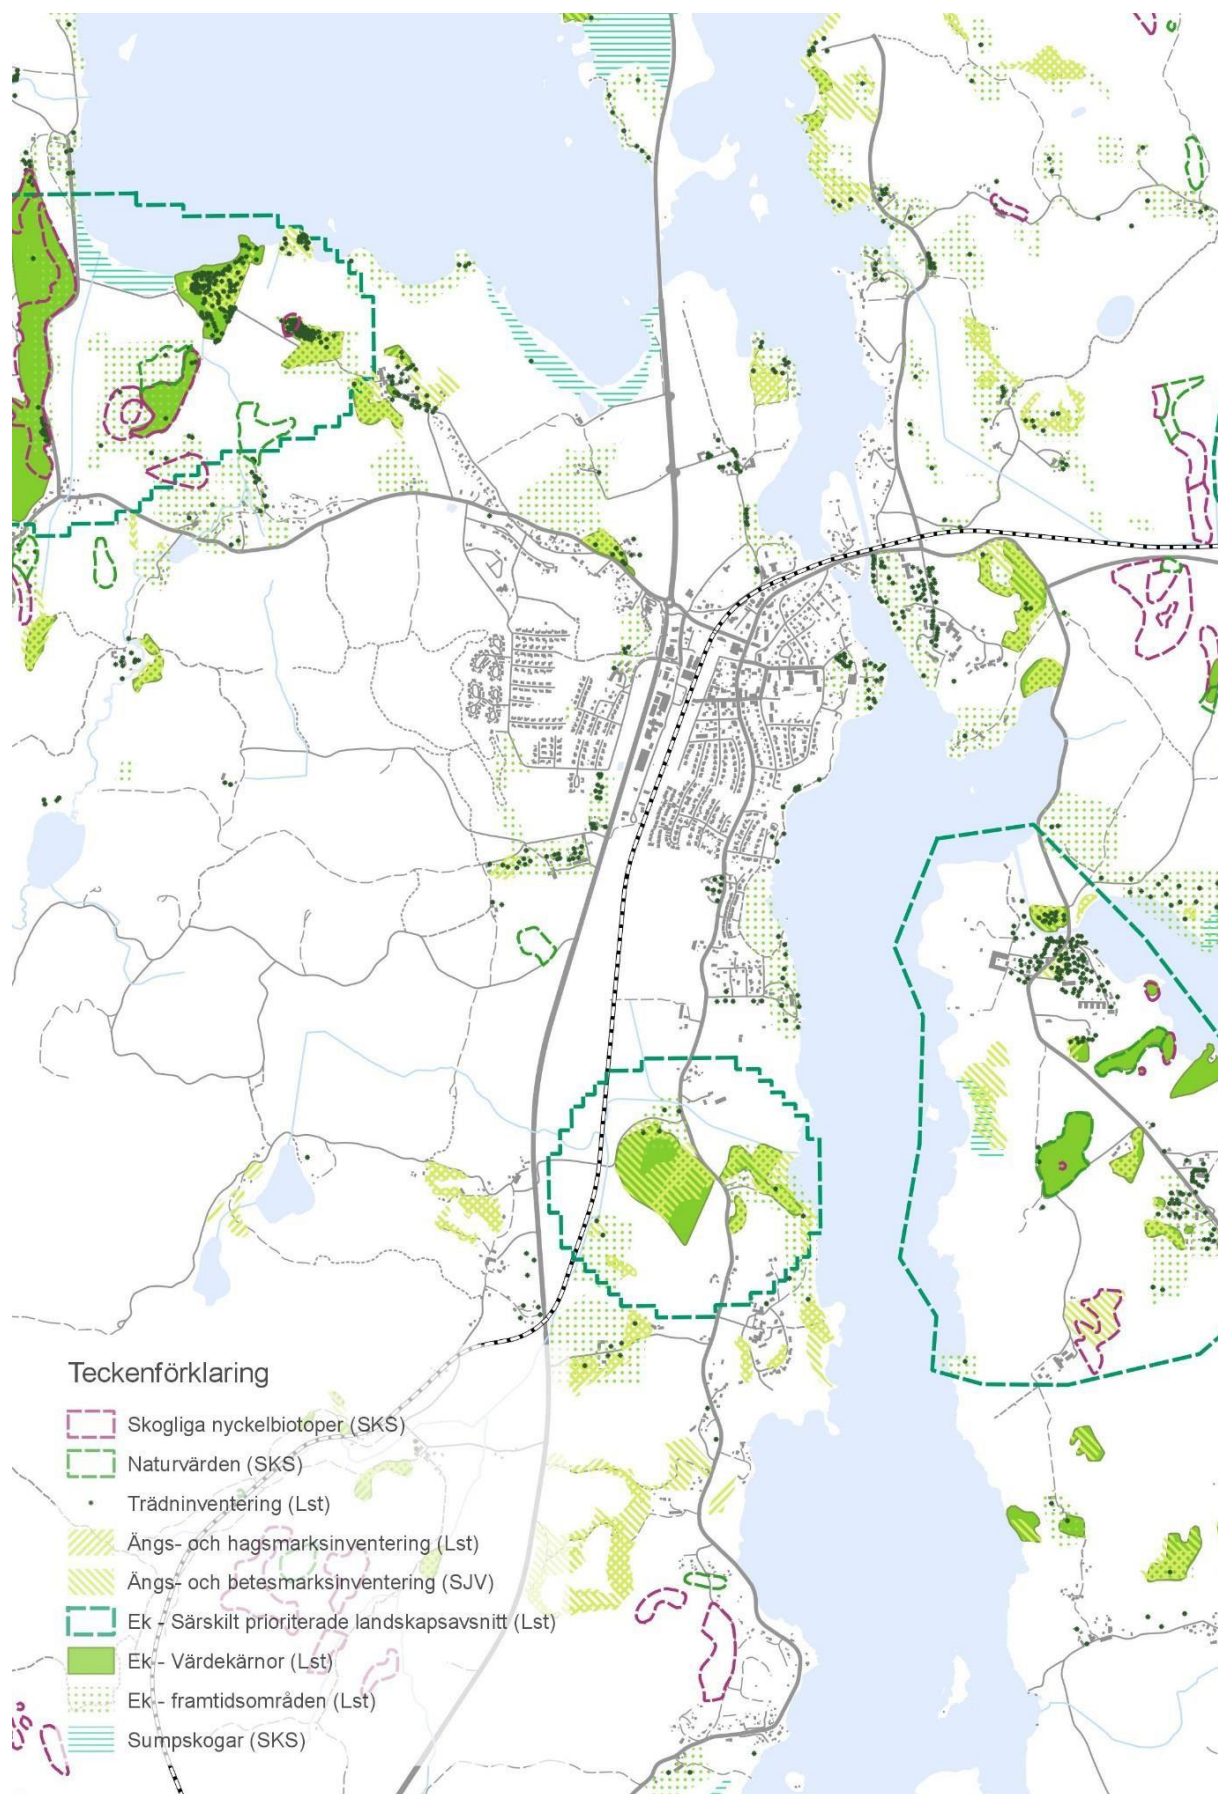 Teckenförklaring
Skogliga nyckelbiotoper (SKS)
Naturvärden (SKS)
Trädninventering (Lst)
Ängs- och hagsmarksinventering (Lst)
Ängs- och betesmarksinventering (SJV)
Ek - Särskilt prioriterade landskapsavsnitt (Lst)
Ek - Värdekärnor (Lst)
Ek - framtidsområden (Lst)
Sumpskogar (SKS)